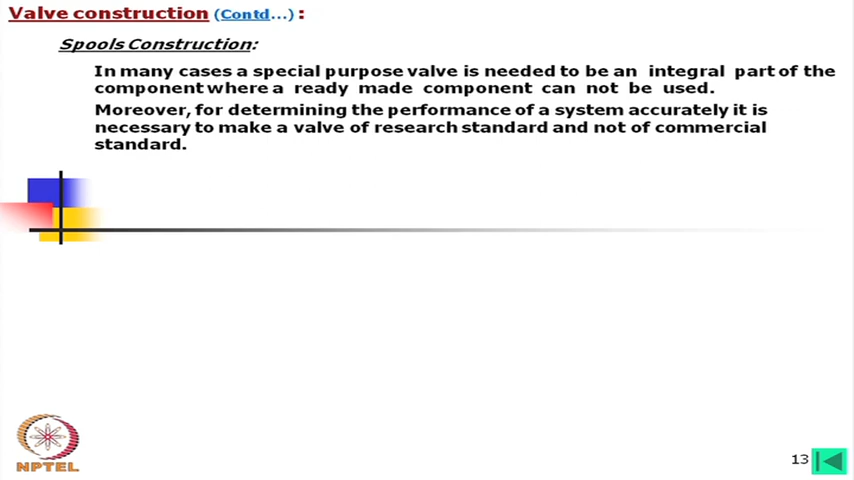 Valve construction (Contd…) :
Spools Construction:
In many cases a special purpose valve is needed to be an integral part of the
component where a ready made component can not be used.
Moreover, for determining the performance of a system accurately it is
necessary to make a valve of research standard and not of commercial
standard.
NPTEL
13